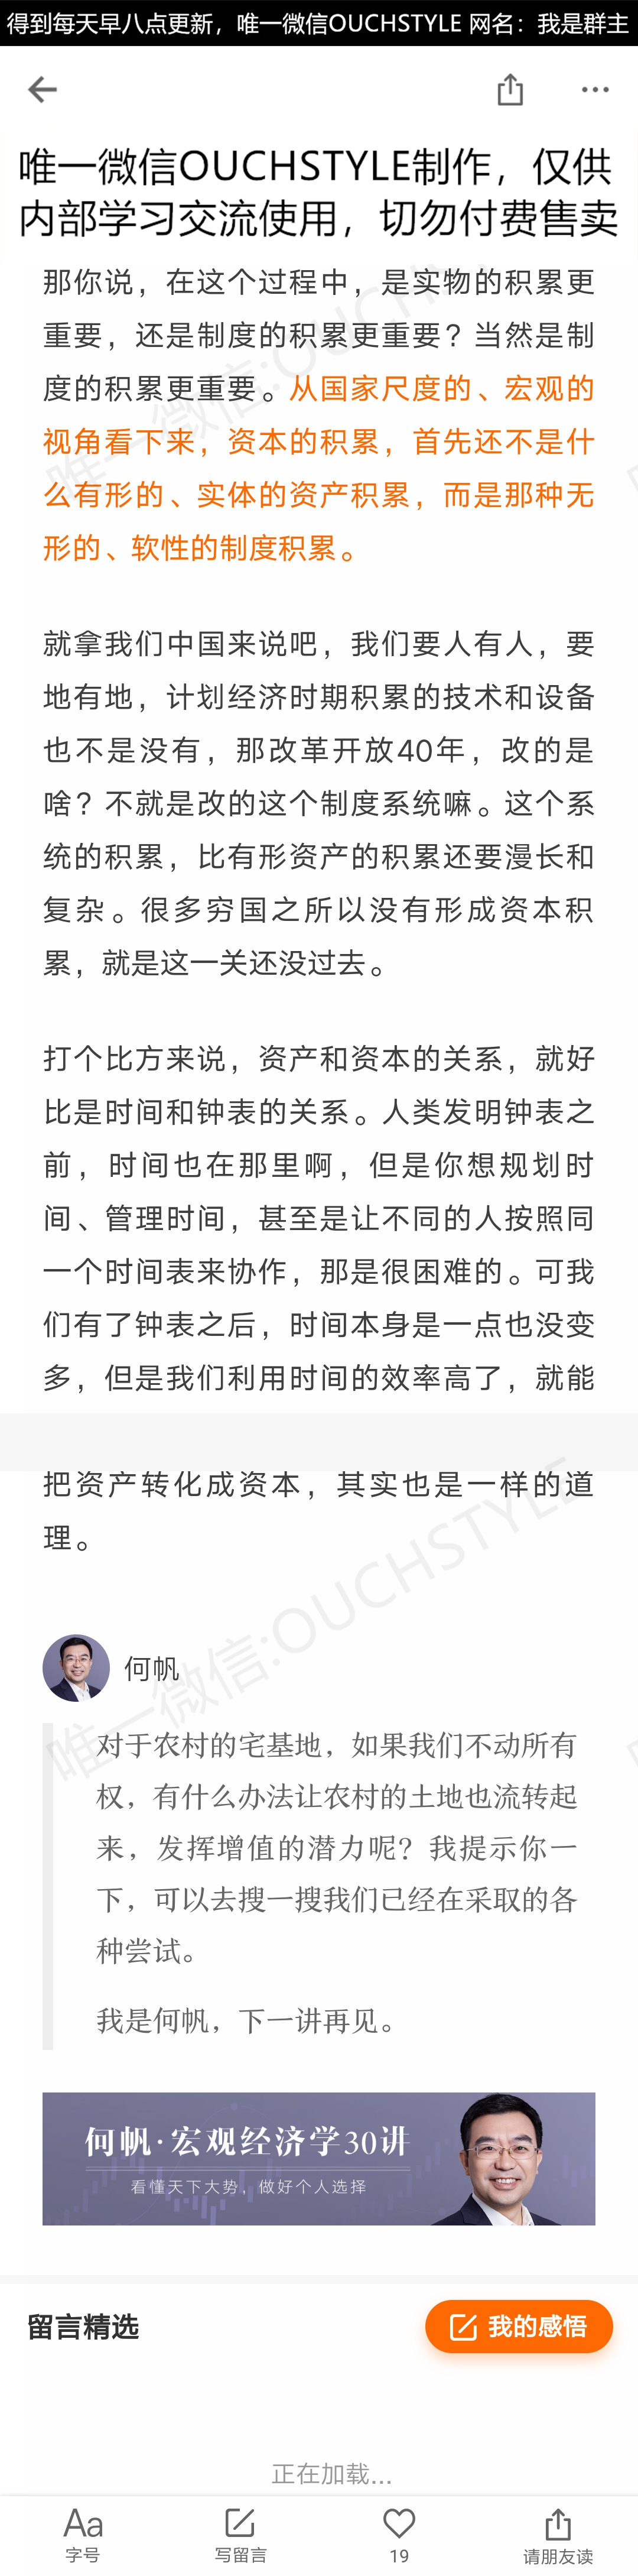 得到每天早八点更新，唯一微信OUCHSTYLE 网名：我是群主
唯一微信OUCHSTYLE制作，仅供
内部学习交流使用，切勿付费售卖
那你说，在这个过程中，是实物的积累更
重要，还是制度的积累更重要？当然是制
度的积累更重要。从国家尺度的、宏观的
视角看下来，资本的积累，首先还不是什
么有形的、实体的资产积累，而是那种无
形的、软性的制度积累。
就拿我们中国来说吧，我们要人有人，要
地有地，计划经济时期积累的技术和设备
也不是没有，那改革开放40年，改的是
啥？不就是改的这个制度系统嘛。这个系
统的积累，比有形资产的积累还要漫长和
复杂。很多穷国之所以没有形成资本积
累，就是这一关还没过去。
打个比方来说，资产和资本的关系，就好
比是时间和钟表的关系。人类发明钟表之
前，时间也在那里啊，但是你想规划时
间、管理时间，甚至是让不同的人按照同
一个时间表来协作，那是很困难的。可我
们有了钟表之后，时间本身是一点也没变
多，但是我们利用时间的效率高了，就能
把资产转化成资本，其实也是一样的道
理。
唯一微信:OUCHSTYLE
何帆
对于农村的宅基地，如果我们不动所有
权，有什么办法让农村的土地也流转起
来，发挥增值的潜力呢？我提示你一
下，可以去搜一搜我们已经在采取的各
种尝试。
我是何帆，下一讲再见。
何帆·宏观经济学30讲
看懂天下大势，做好个人选择
留言精选
我的感悟
正在加载...
Aa
字号
写留言
19
请朋友读